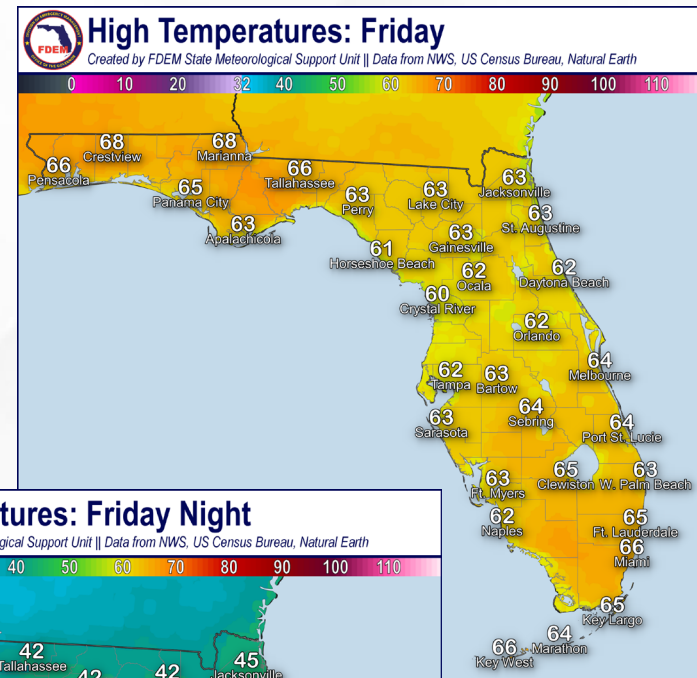 High Temperatures: Friday
Created by FDEM State Meteorological Support Unit || Data from NWS, US Census Bureau, Natural Earth
FDEM
0 10 20 32 40 50 60 70 80 90 100 110
68
Crestview
68
Marianna
66
Pensacola
66
Tallahassee
65
Panama City
63
Apalachicola
63
Perry
63
Lake City
63
Jacksonville
63
St. Augustine
63
Gainesville
61
Horseshoe Beach
62
Ocala
62
Daytona Beach
60
Crystal River
62
Orlando
64
Melbourne
62
Tampa
63
Bartow
64
Sebring
63
Sarasota
64
Port St. Lucie
63
Ft. Myers
65
Clewiston
63
W. Palm Beach
62
Naples
65
Ft. Lauderdale
66
Miami
65
Key Largo
64
Marathon
66
Key West
tures: Friday Night
gical Support Unit || Data from NWS, US Census Bureau, Natural Earth
40 50 60 70 80 90 100 110
42
Tallahassee
42
42
45
Jacksonville